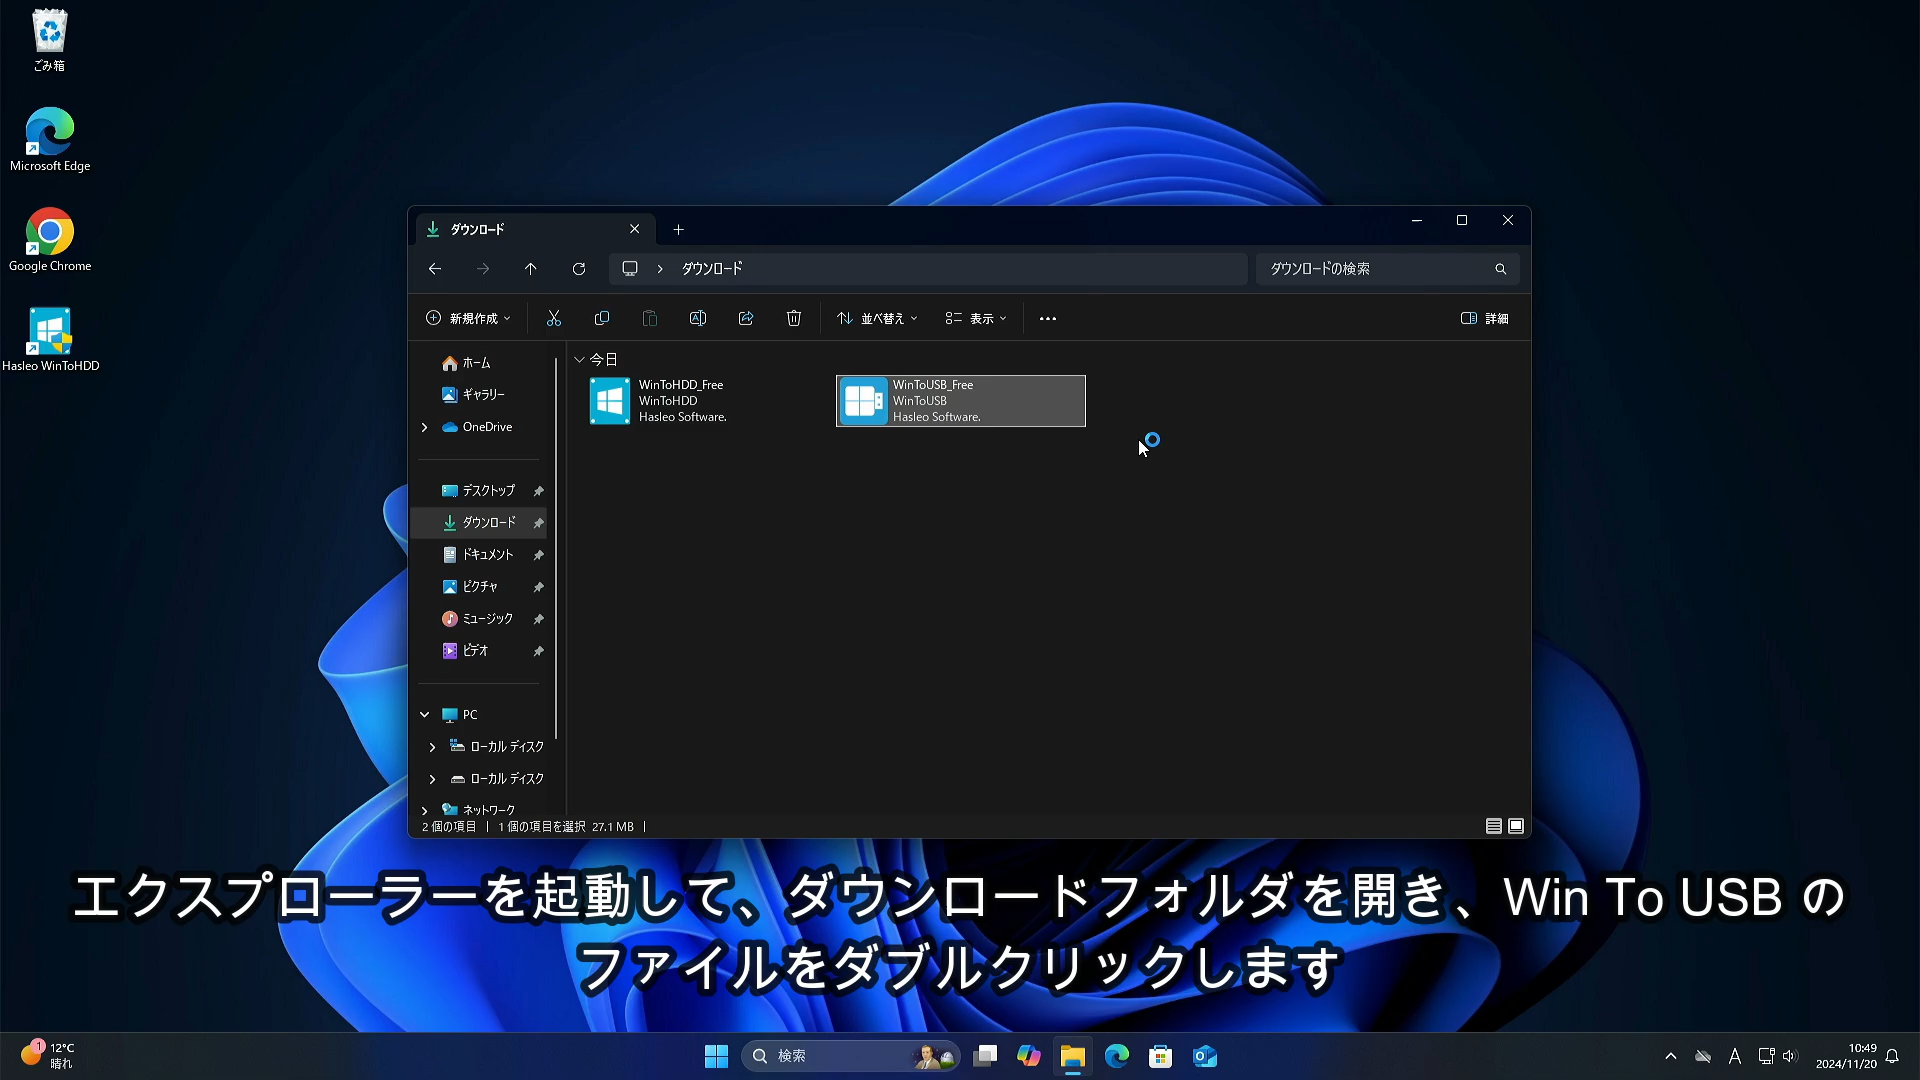 ごみ箱
Microsoft Edge
Google Chrome
Hasleo WinToHDD
ダウンロード
ダウンロード
ダウンロードの検索
新規作成
並べ替え
表示
詳細
ホーム
ギャラリー
OneDrive
デスクトップ
ダウンロード
ドキュメント
ピクチャ
ミュージック
ビデオ
PC
ローカル ディスク
ローカル ディスク
ネットワーク
今日
WinToHDD_Free
WinToHDD
Hasleo Software.
WinToUSB_Free
WinToUSB
Hasleo Software.
2 個の項目
1 個の項目を選択 27.1 MB
エクスプローラーを起動して、ダウンロードフォルダを開き、Win To USB の
ファイルをダブルクリックします
1
12°C
晴れ
検索
A
10:49
2024/11/20